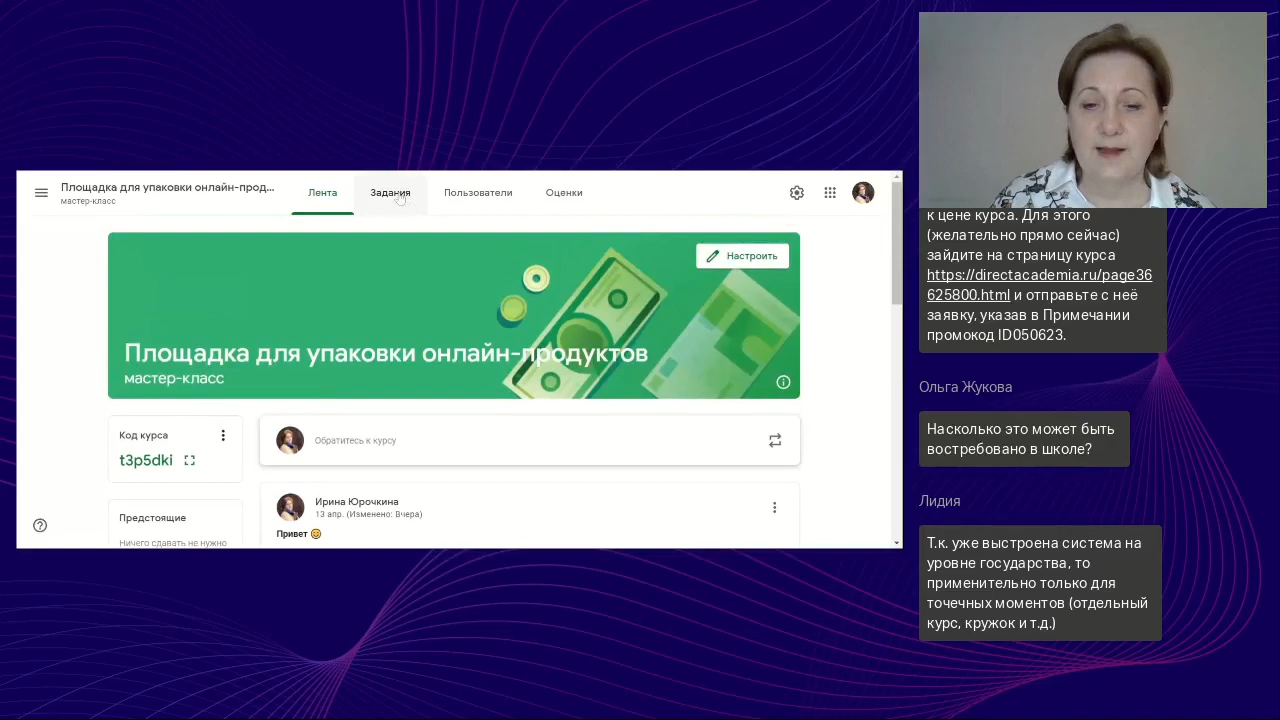 Площадка для упаковки онлайн-прод...
мастер-класс
Лента
Задания
Пользователи
Оценки
Настроить
Площадка для упаковки онлайн-продуктов
мастер-класс
Код курса
t3p5dki
Обратитесь к курсу
Предстоящие
Ничего сдавать не нужно
Ирина Юрочкина
13 апр. (Изменено: Вчера)
Привет 😊
к цене курса. Для этого
(желательно прямо сейчас)
зайдите на страницу курса
https://directacademia.ru/page36
625800.html и отправьте с неё
заявку, указав в Примечании
промокод ID050623.
Ольга Жукова
Насколько это может быть
востребовано в школе?
Лидия
Т.к. уже выстроена система на
уровне государства, то
применительно только для
точечных моментов (отдельный
курс, кружок и т.д.)